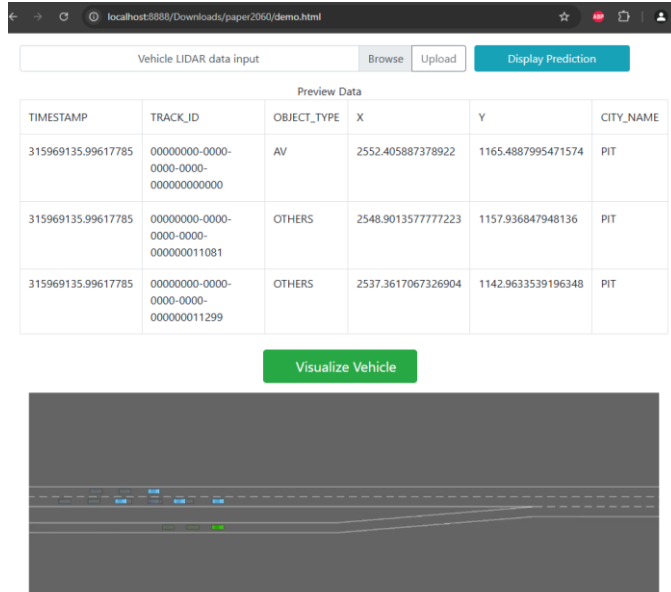 localhost:8888/Downloads/paper2060/demo.html
ABP
Vehicle LIDAR data input Browse Upload Display Prediction
Preview Data
TIMESTAMP TRACK_ID OBJECT_TYPE X Y CITY_NAME
315969135.99617785 00000000-0000- AV 2552.405887378922 1165.4887995471574 PIT
0000-0000-
000000000000
315969135.99617785 00000000-0000- OTHERS 2548.9013577777223 1157.936847948136 PIT
0000-0000-
000000011081
315969135.99617785 00000000-0000- OTHERS 2537.3617067326904 1142.9633539196348 PIT
0000-0000-
000000011299
Visualize Vehicle